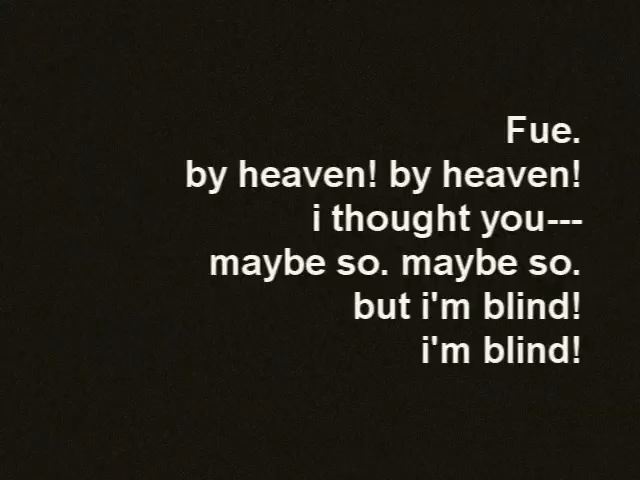 Fue.
by heaven! by heaven!
i thought you---
maybe so. maybe so.
but i'm blind!
i'm blind!